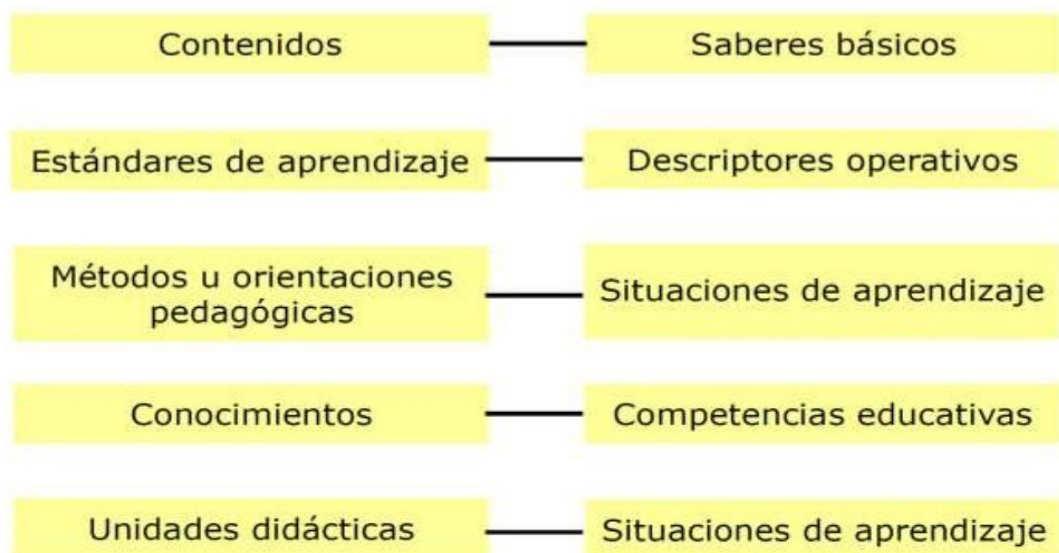 Contenidos
Saberes básicos
Estándares de aprendizaje
Descriptores operativos
Métodos u orientaciones
pedagógicas
Situaciones de aprendizaje
Conocimientos
Competencias educativas
Unidades didácticas
Situaciones de aprendizaje